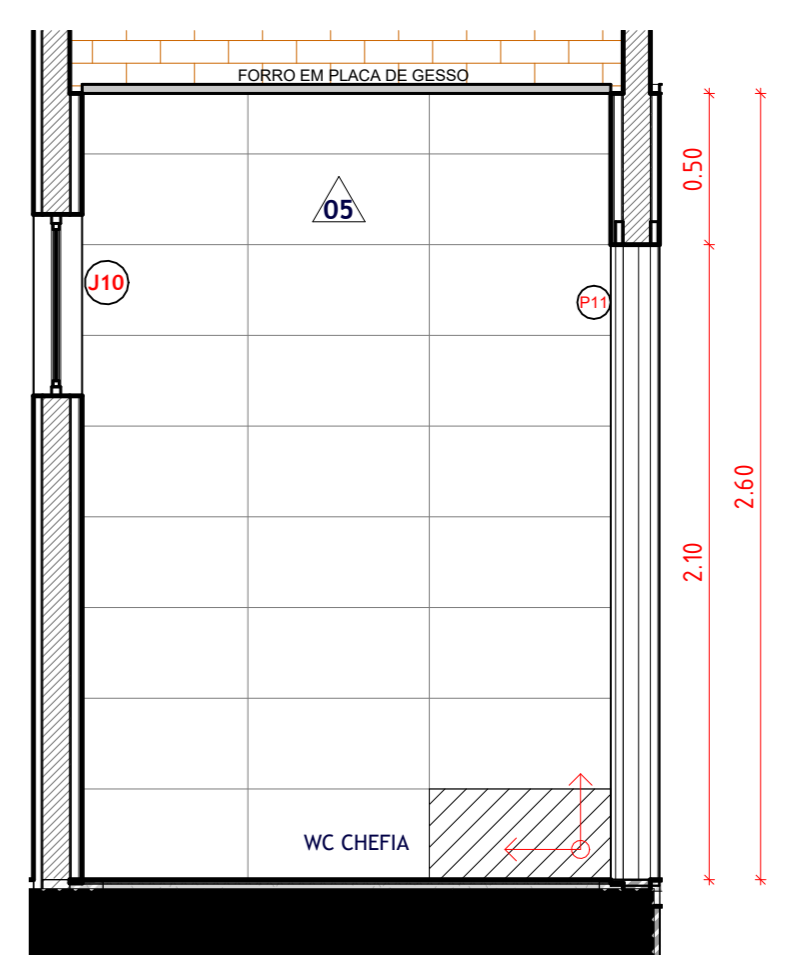 FORRO EM PLACA DE GESSO
05
0.50
J10
P11
2.60
2.10
WC CHEFIA